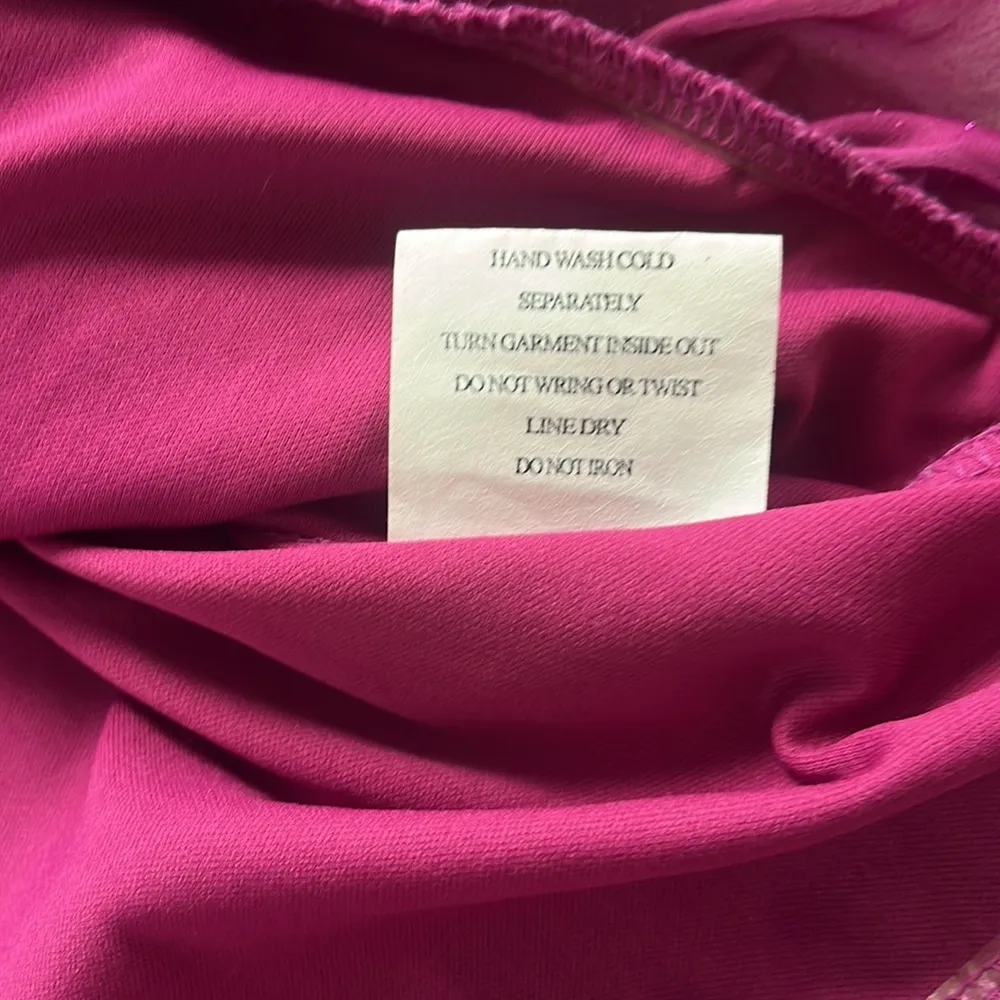 HAND WASH COLD
SEPARATELY
TURN GARMENT INSIDE OUT
DO NOT WRING OR TWIST
LINE DRY
DO NOT IRON